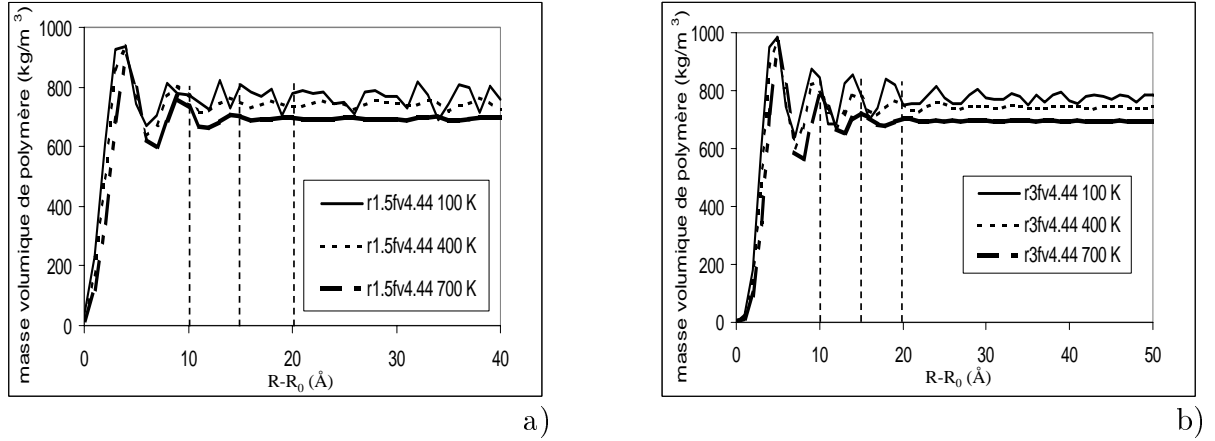 masse volumique de polymère (kg/m³)
1000
800
600
400
200
0
r1.5fv4.44 100 K
r1.5fv4.44 400 K
r1.5fv4.44 700 K
0 10 20 30 40
R-R₀ (Å)
a)
masse volumique de polymère (kg/m³)
1000
800
600
400
200
0
r3fv4.44 100 K
r3fv4.44 400 K
r3fv4.44 700 K
0 10 20 30 40 50
R-R₀ (Å)
b)